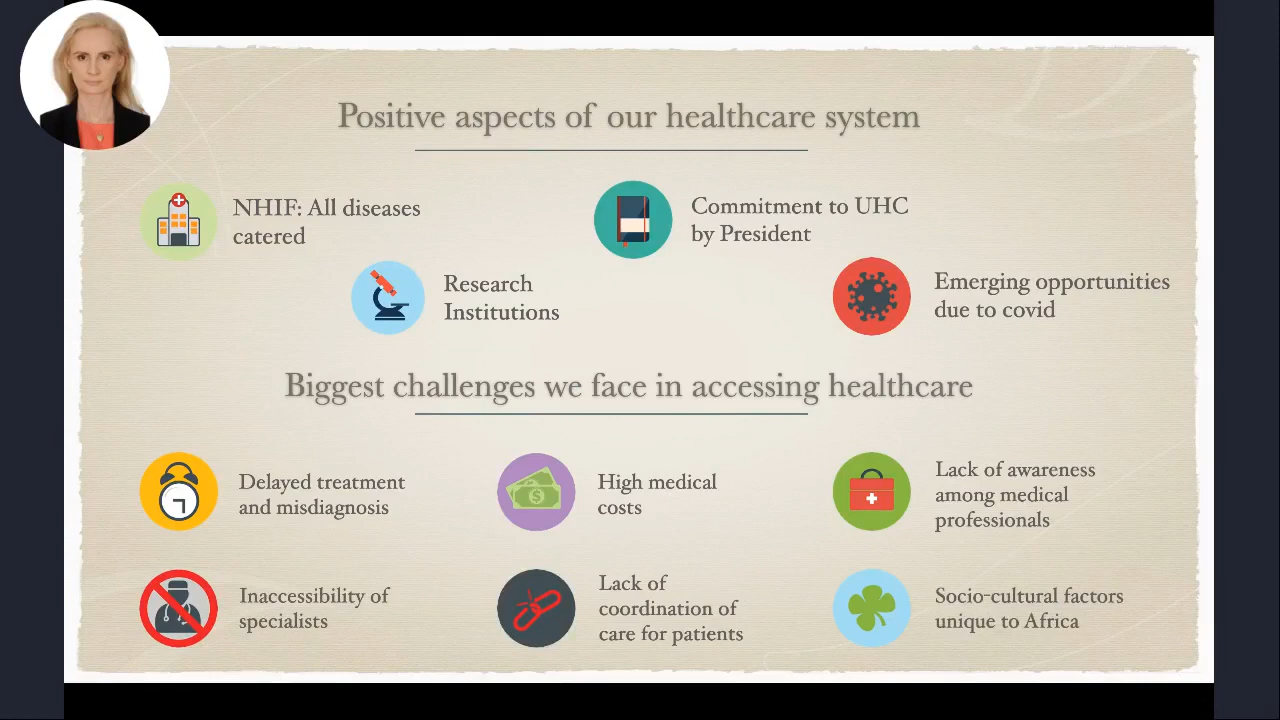 Positive aspects of our healthcare system
NHIF: All diseases
catered
Commitment to UHC
by President
Research
Institutions
Emerging opportunities
due to covid
Biggest challenges we face in accessing healthcare
Delayed treatment
and misdiagnosis
High medical
costs
Lack of awareness
among medical
professionals
Inaccessibility of
specialists
Lack of
coordination of
care for patients
Socio-cultural factors
unique to Africa